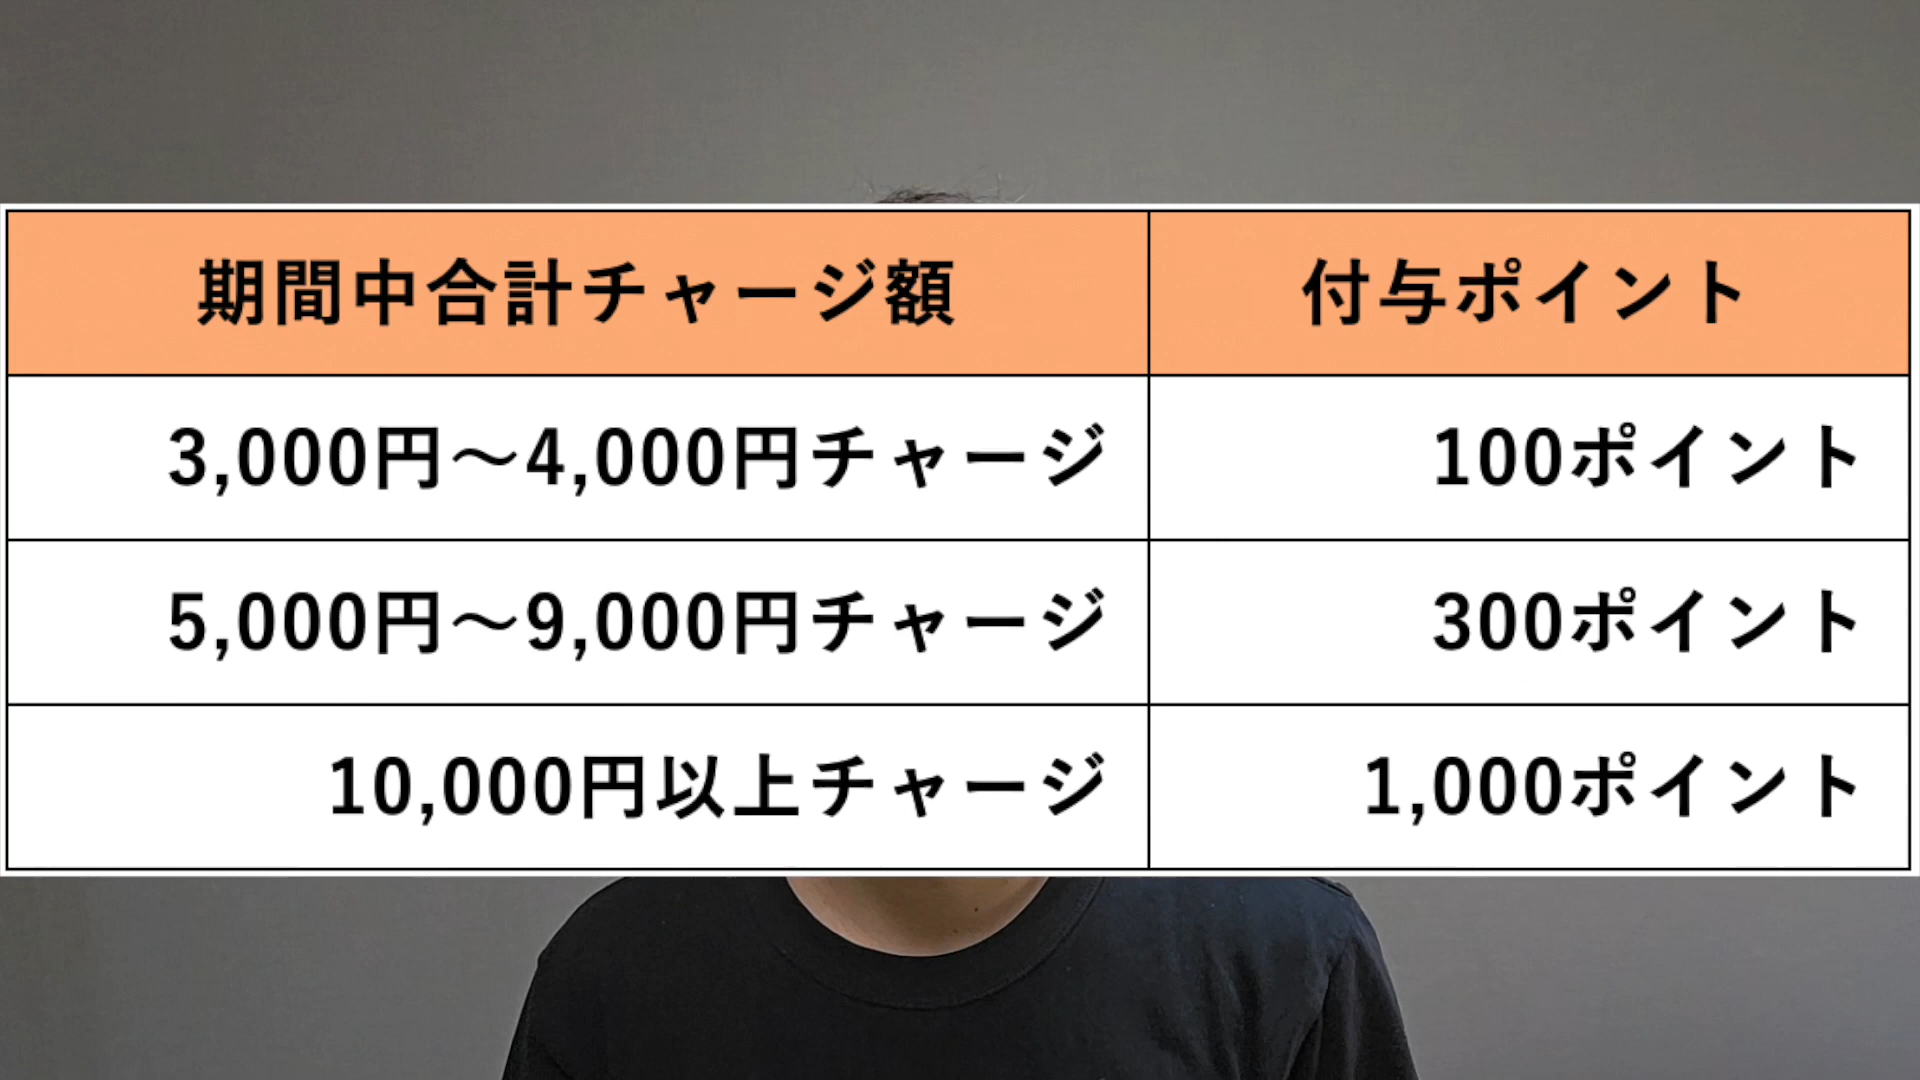 期間中合計チャージ額 付与ポイント
3,000円～4,000円チャージ 100ポイント
5,000円～9,000円チャージ 300ポイント
10,000円以上チャージ 1,000ポイント